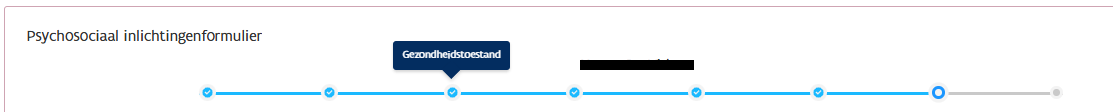 Psychosociaal inlichtingenformulier
Gezondheidstoestand